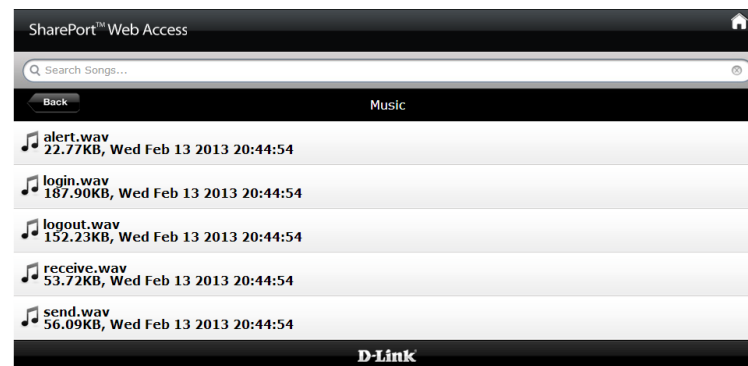 SharePort™ Web Access
Search Songs...
Back
Music
alert.wav
22.77KB, Wed Feb 13 2013 20:44:54
login.wav
187.90KB, Wed Feb 13 2013 20:44:54
logout.wav
152.23KB, Wed Feb 13 2013 20:44:54
receive.wav
53.72KB, Wed Feb 13 2013 20:44:54
send.wav
56.09KB, Wed Feb 13 2013 20:44:54
D-Link